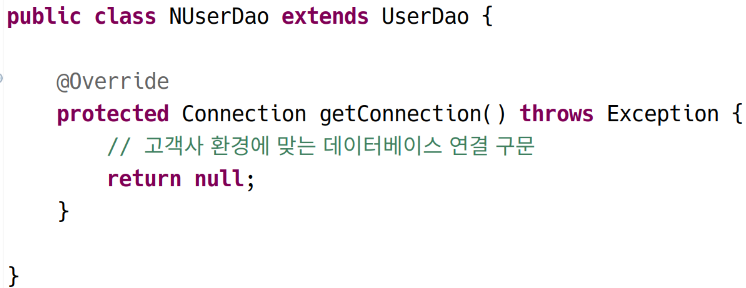 public class NUserDao extends UserDao {
@Override
protected Connection getConnection() throws Exception {
// 고객사 환경에 맞는 데이터베이스 연결 구문
return null;
}
}